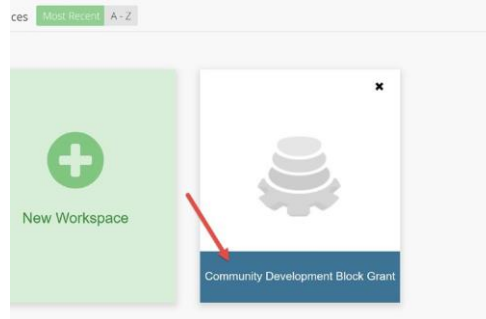 ces Most Recent A - Z
New Workspace
Community Development Block Grant